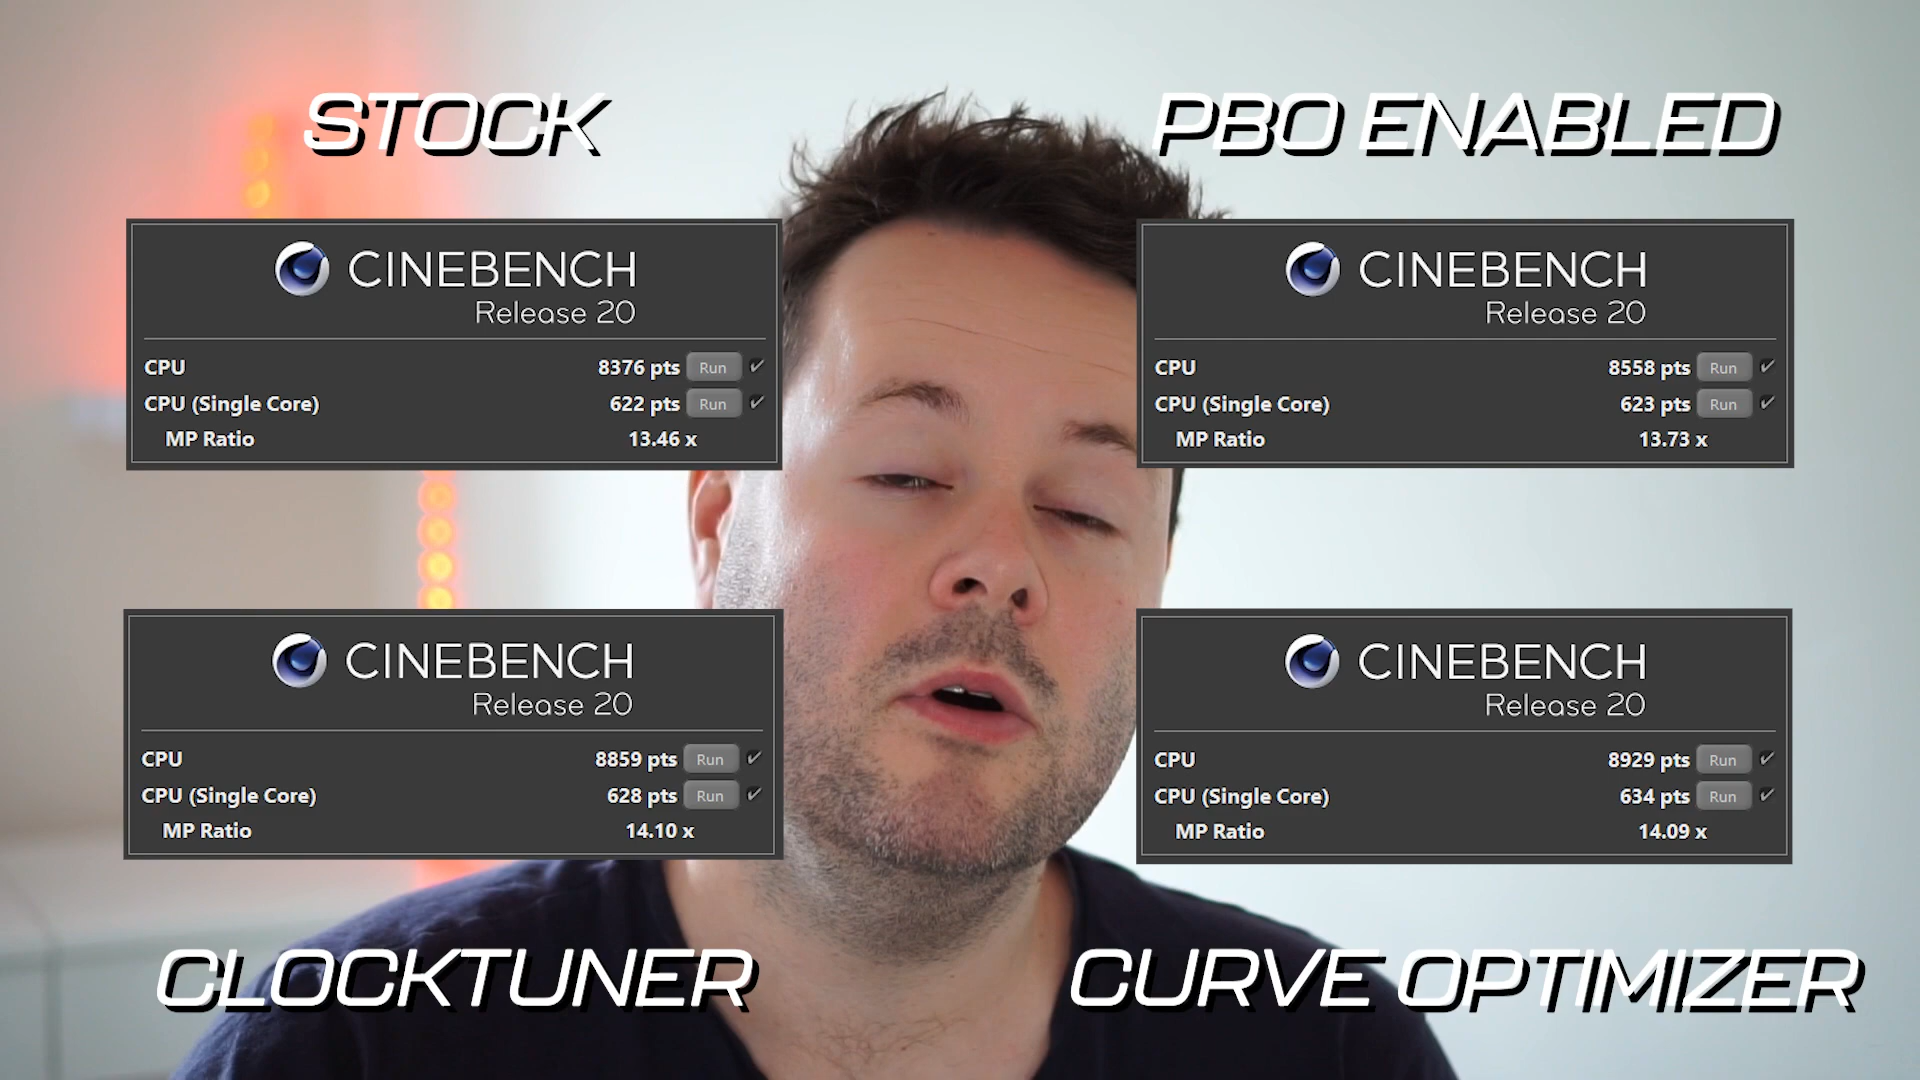 STOCK
CINEBENCH
Release 20
CPU 8376 pts Run
CPU (Single Core) 622 pts Run
MP Ratio 13.46 x
PBO ENABLED
CINEBENCH
Release 20
CPU 8558 pts Run
CPU (Single Core) 623 pts Run
MP Ratio 13.73 x
CINEBENCH
Release 20
CPU 8859 pts Run
CPU (Single Core) 628 pts Run
MP Ratio 14.10 x
CLOCKTUNER
CINEBENCH
Release 20
CPU 8929 pts Run
CPU (Single Core) 634 pts Run
MP Ratio 14.09 x
CURVE OPTIMIZER